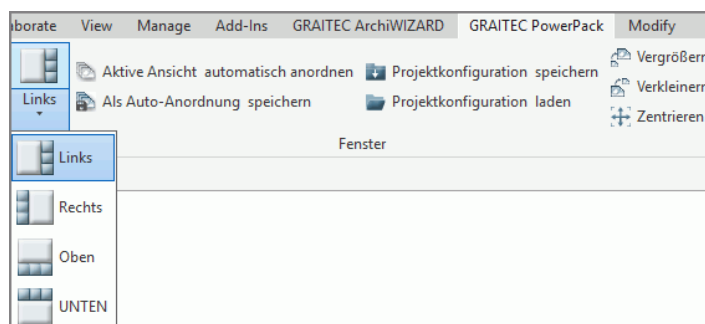 laborate View Manage Add-Ins GRAITEC ArchiWIZARD GRAITEC PowerPack Modify
Links
Aktive Ansicht automatisch anordnen
Projektkonfiguration speichern
Vergrößern
Als Auto-Anordnung speichern
Projektkonfiguration laden
Verkleinern
Zentrieren
Fenster
Links
Rechts
Oben
UNTEN